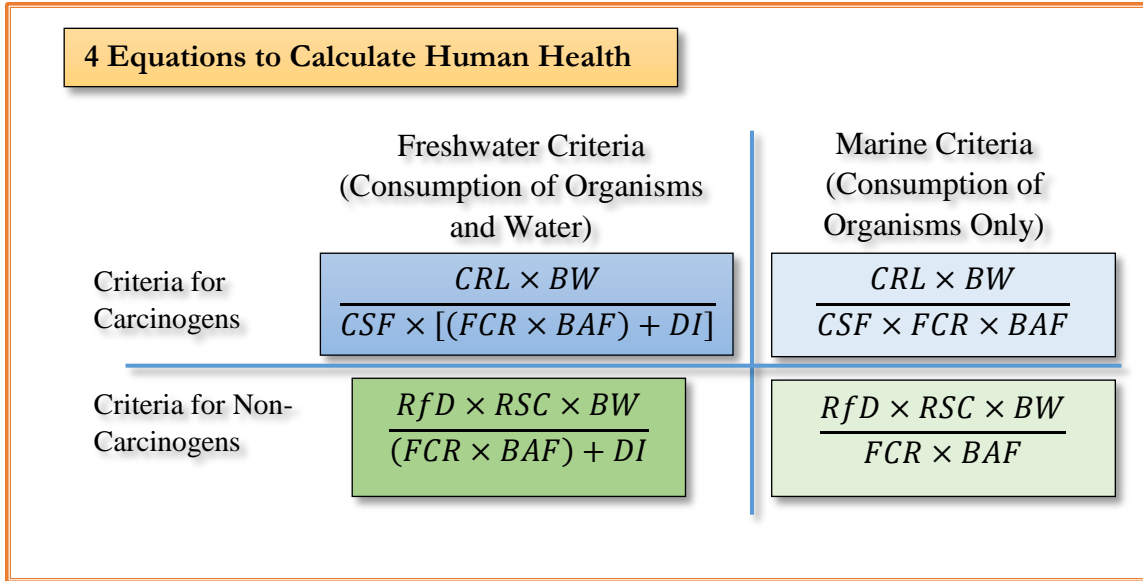 4 Equations to Calculate Human Health
Freshwater Criteria
(Consumption of Organisms
and Water)
Marine Criteria
(Consumption of
Organisms Only)
Criteria for
Carcinogens
CRL × BW
CSF × [(FCR × BAF) + DI]
CRL × BW
CSF × FCR × BAF
Criteria for Non-
Carcinogens
RfD × RSC × BW
(FCR × BAF) + DI
RfD × RSC × BW
FCR × BAF